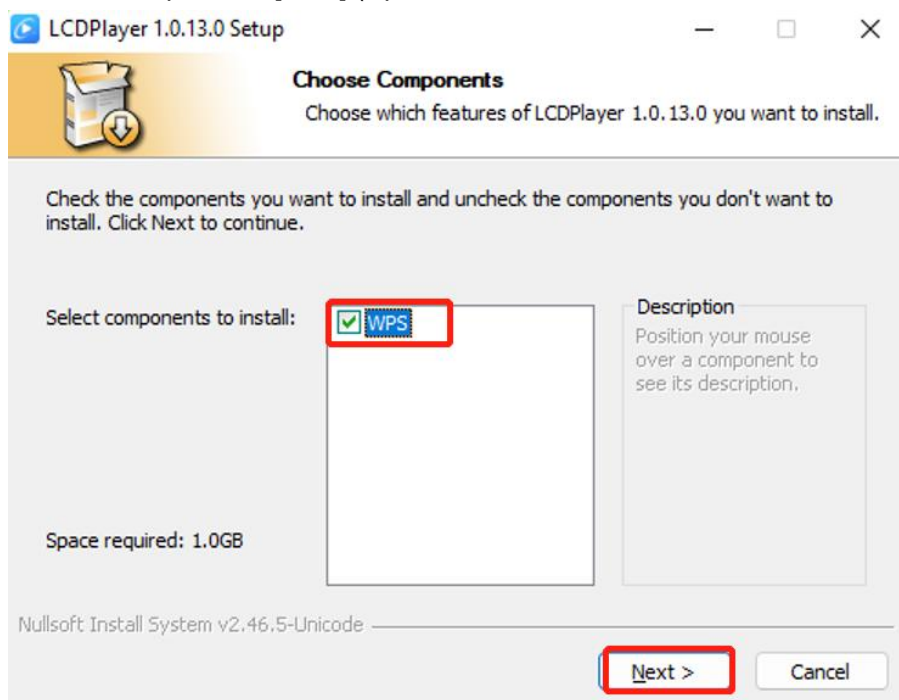 LCDPlayer 1.0.13.0 Setup
Choose Components
Choose which features of LCDPlayer 1.0.13.0 you want to install.
Check the components you want to install and uncheck the components you don't want to
install. Click Next to continue.
Select components to install:
WPS
Description
Position your mouse
over a component to
see its description.
Space required: 1.0GB
Nullsoft Install System v2.46.5-Unicode
Next >
Cancel